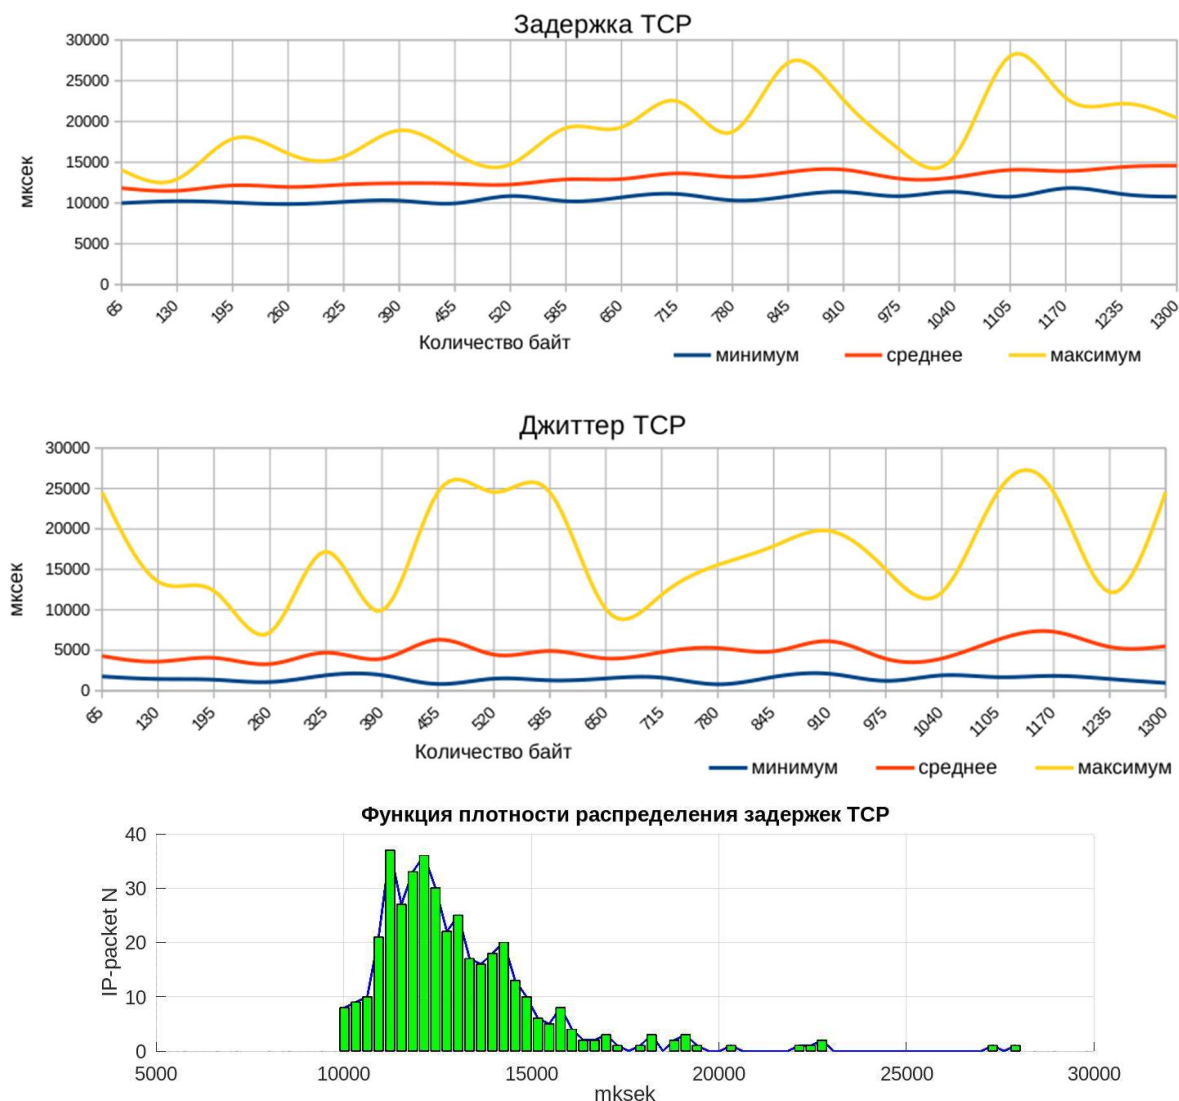 Задержка TCP
30000
25000
20000
15000
10000
5000
0
мксек
65 130 195 260 325 390 455 520 585 650 715 780 845 910 975 1040 1105 1170 1235 1300
Количество байт
минимум среднее максимум
Джиттер TCP
30000
25000
20000
15000
10000
5000
0
мксек
65 130 195 260 325 390 455 520 585 650 715 780 845 910 975 1040 1105 1170 1235 1300
Количество байт
минимум среднее максимум
Функция плотности распределения задержек TCP
40
30
20
10
0
IP-packet N
5000 10000 15000 20000 25000 30000
mksek